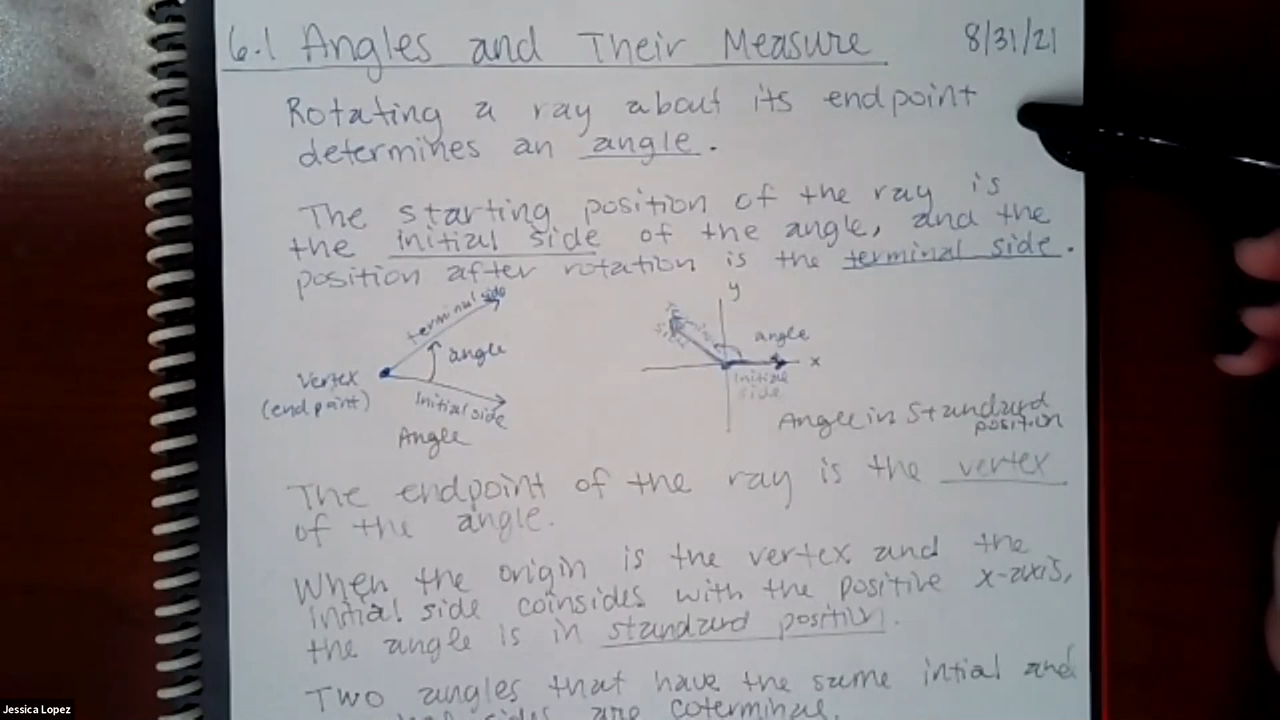 6.1 Angles and Their Measure 8/31/21
Rotating a ray about its endpoint
determines an angle.
The starting position of the ray is
the initial side of the angle, and the
position after rotation is the terminal side.
terminal side
angle
Vertex
(endpoint)
Initial side
Angle
y
angle
x
Initial
side
Angle in Standard
position
The endpoint of the ray is the vertex
of the angle.
When the origin is the vertex and the
initial side coinsides with the positive x-axis,
the angle is in standard position.
Two angles that have the same intial and
sides are coterminal.
Jessica Lopez